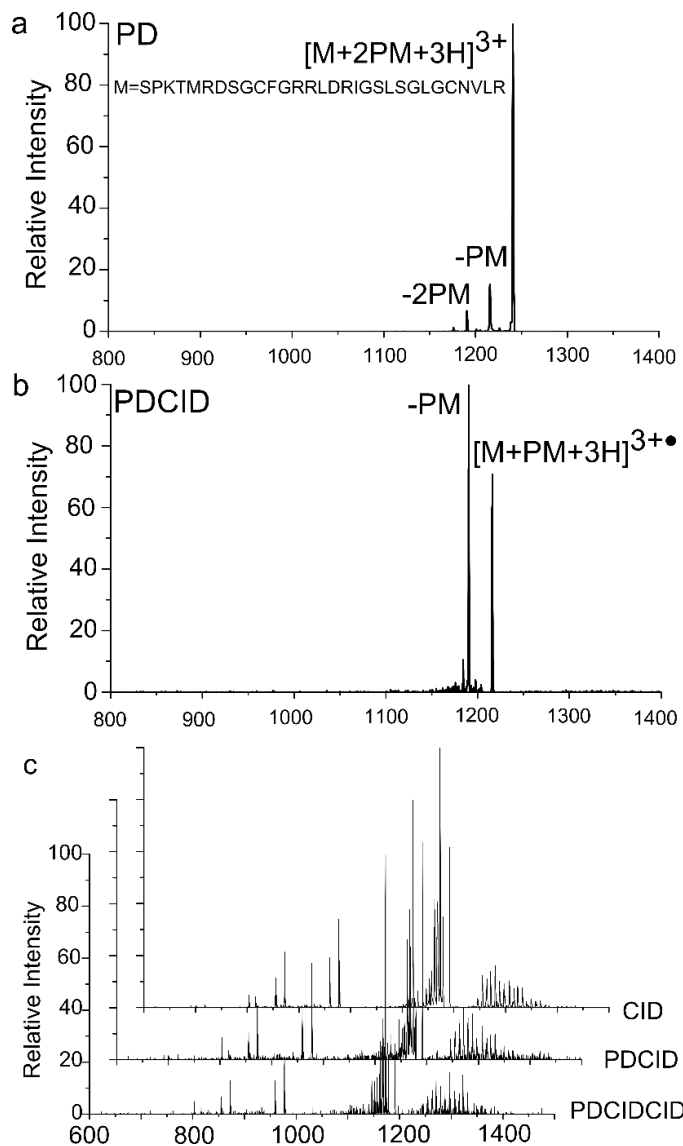 a
PD
[M+2PM+3H]3+
M=SPKTMRDSGCFGRRLDRIGSLSGLGCNVLR
-PM
-2PM
Relative Intensity
100
80
60
40
20
0
800 900 1000 1100 1200 1300 1400
b
PDCID
-PM
[M+PM+3H]3+●
Relative Intensity
100
80
60
40
20
0
800 900 1000 1100 1200 1300 1400
c
Relative Intensity
100
80
60
40
20
0
CID
PDCID
PDCIDCID
600 800 1000 1200 1400